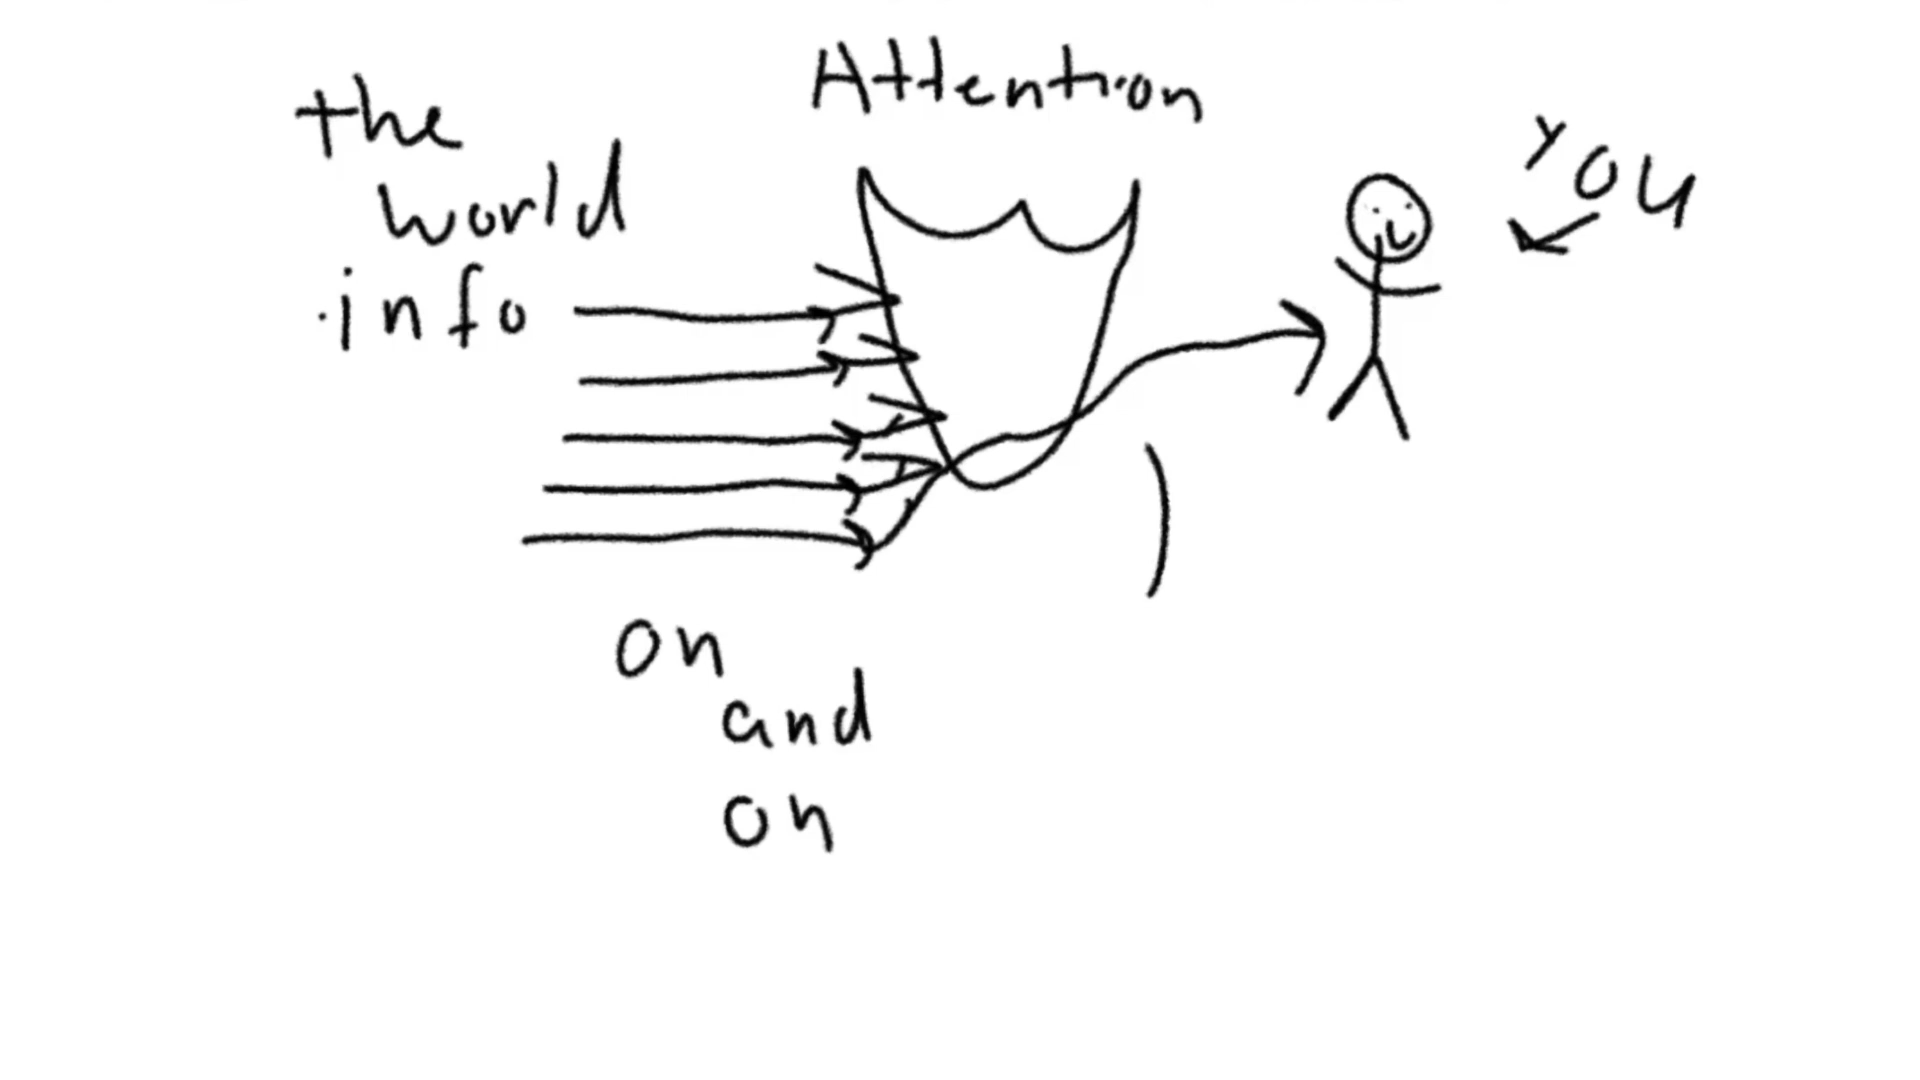 the
world
info
Attention
you
on
and
on